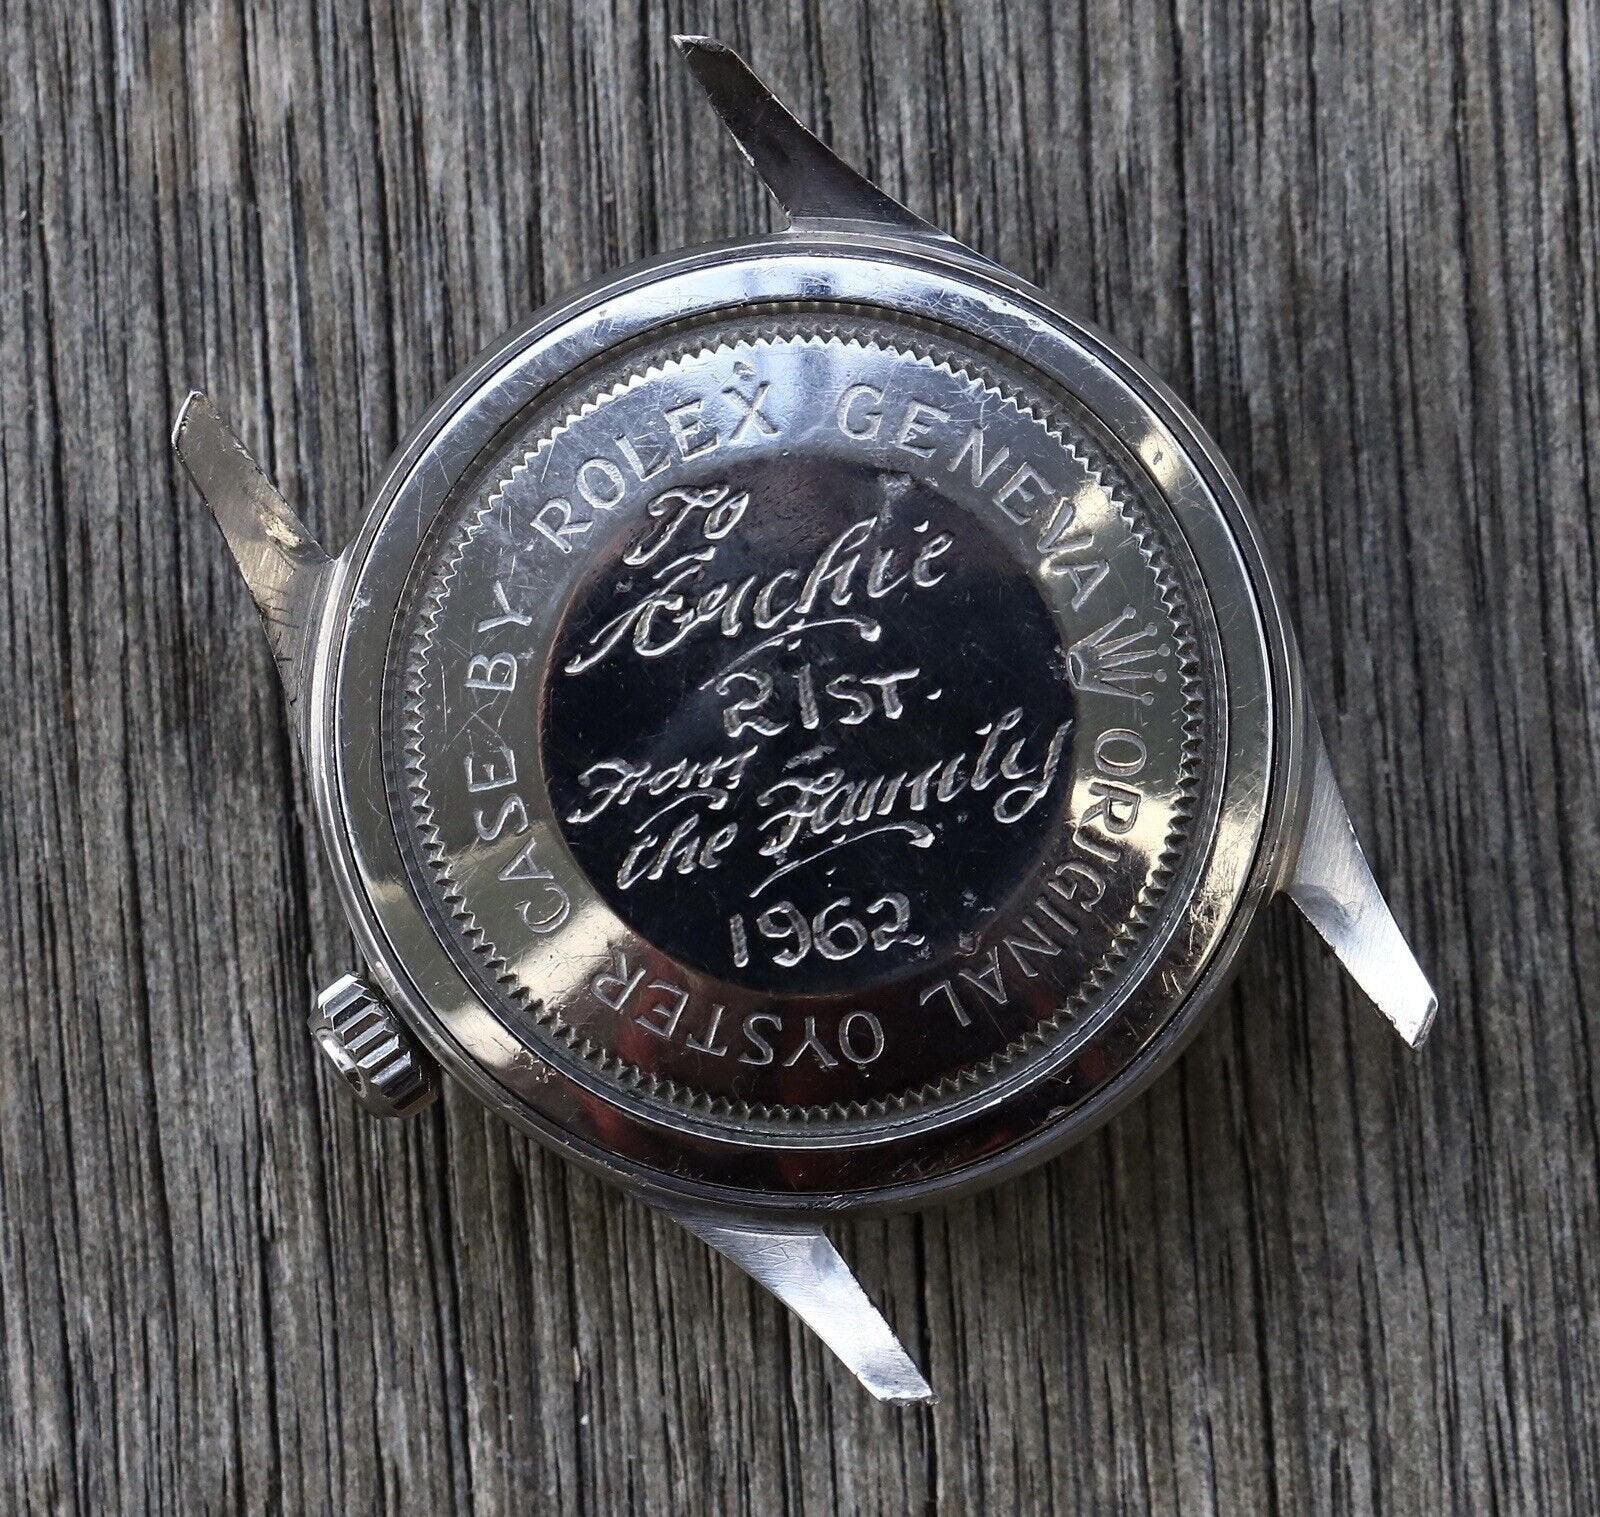 CASE BY ROLEX GENEVA
ORIGINAL OYSTER
To
Archie
21ST.
From
the Family
1962